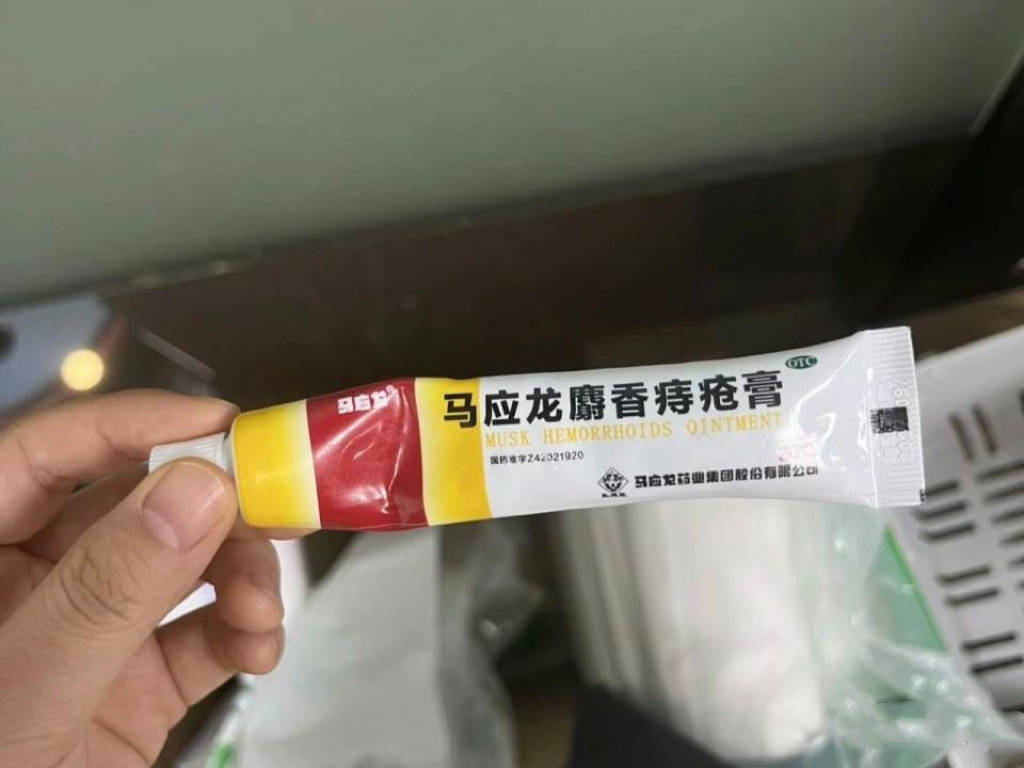 马应龙®
马应龙麝香痔疮膏
OTC
MUSK HEMORRHOIDS OINTMENT
国药准字Z42021920
马应龙药业集团股份有限公司